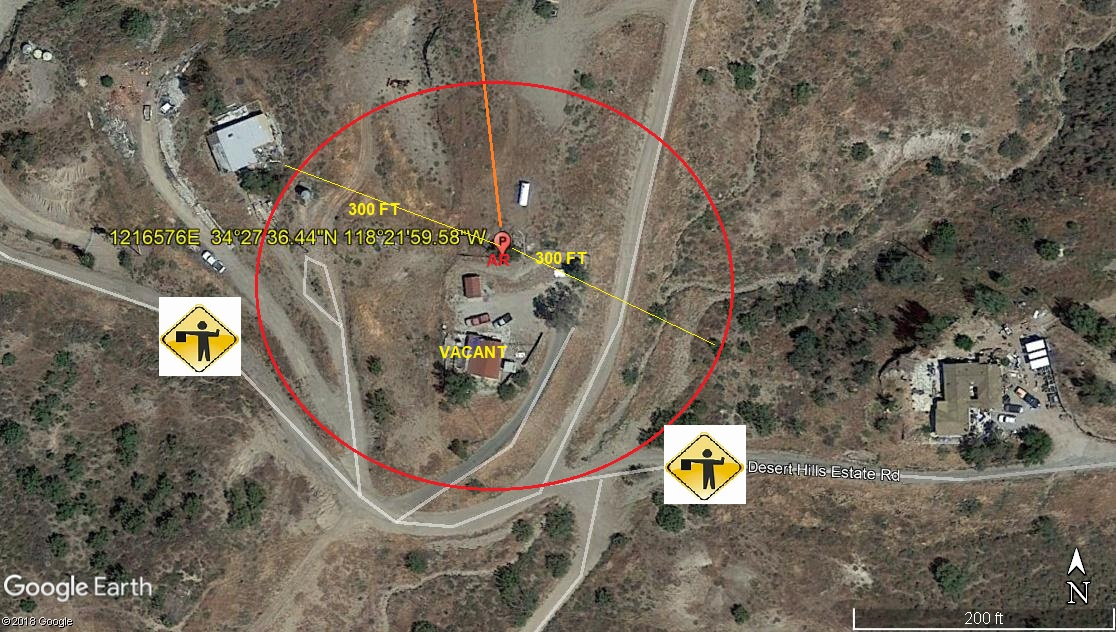 300 FT
1216576E  34°27'36.44"N 118°21'59.58"W
P
AR
300 FT
VACANT
Desert Hills Estate Rd
Google Earth
N
©2018 Google
200 ft